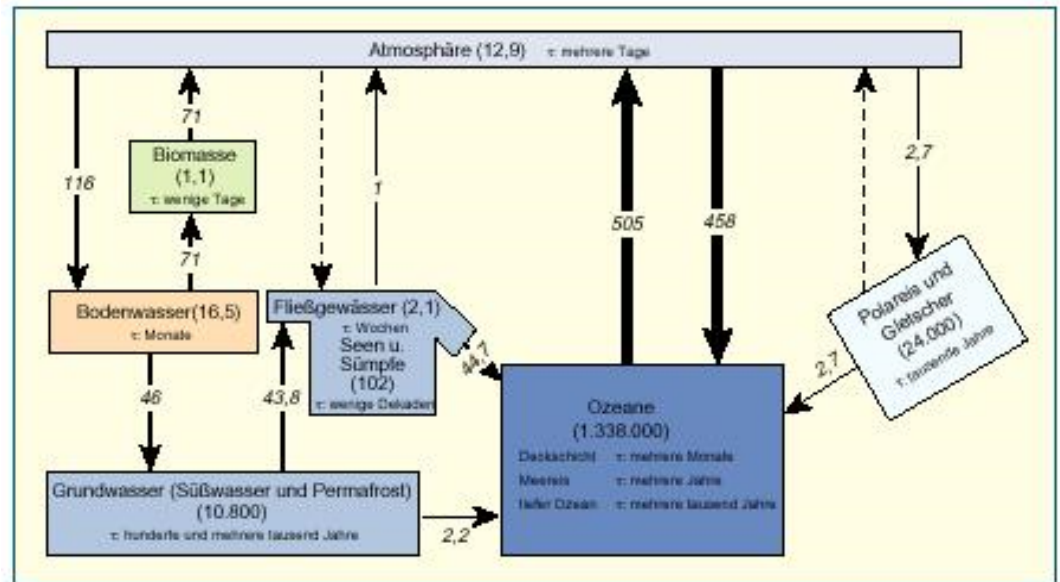 Atmosphäre (12,9) τ: mehrere Tage
116
71
Biomasse
(1,1)
τ: wenige Tage
71
1
505
458
2,7
Bodenwasser(16,5)
τ: Monate
Fließgewässer (2,1)
τ: Wochen
Seen u.
Sümpfe
(102)
τ: wenige Dekaden
44,7
Polareis und
Gletscher
(24.000)
τ: tausende Jahre
2,7
46
43,8
Ozeane
(1.338.000)
Deckschicht τ: mehrere Monate
Meereis τ: mehrere Jahre
tiefer Ozean τ: mehrere tausend Jahre
Grundwasser (Süßwasser und Permafrost)
(10.800)
τ: hunderte und mehrere tausend Jahre
2,2